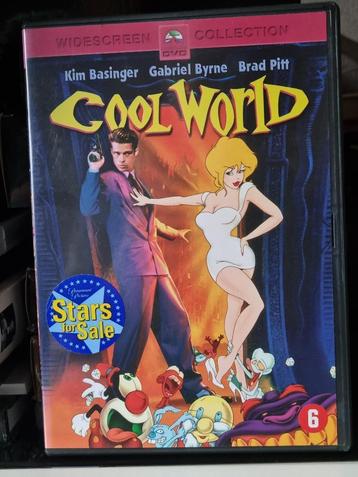 WIDESCREEN DVD COLLECTION
Kim Basinger Gabriel Byrne Brad Pitt
COOL WORLD
Stars
for
Sale
6